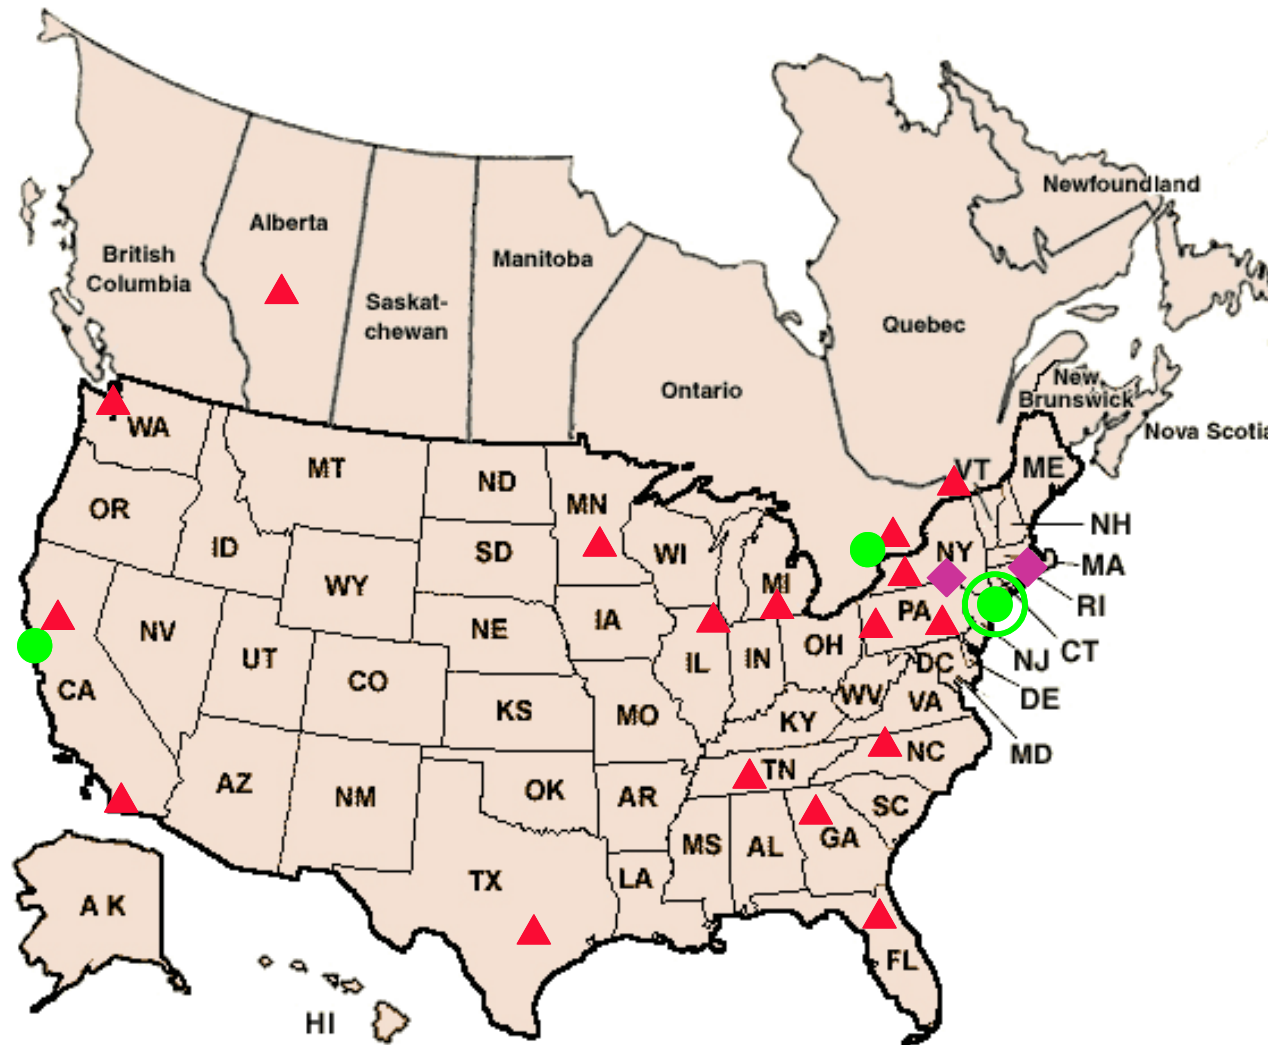 Newfoundland
Alberta
British
Columbia
Manitoba
Saskat-
chewan
Quebec
Ontario
New
Brunswick
Nova Scotia
WA
MT
ND
MN
VT
ME
OR
ID
SD
WI
NY
NH
MA
WY
MI
RI
NV
NE
IA
PA
CT
UT
CO
IL
IN
OH
NJ
DC
DE
CA
KS
MO
KY
WV
VA
MD
AZ
NM
OK
AR
TN
NC
SC
MS
AL
GA
TX
LA
AK
FL
HI